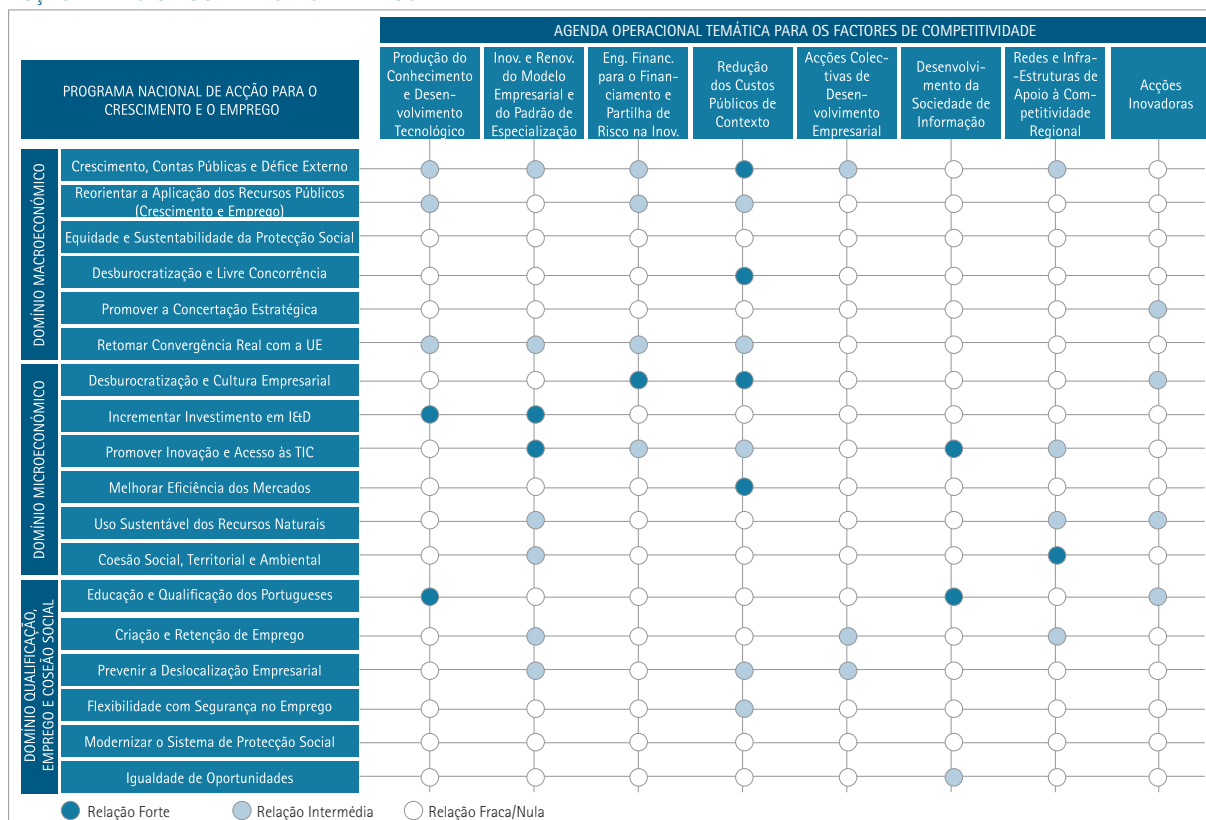 AGENDA OPERACIONAL TEMÁTICA PARA OS FACTORES DE COMPETITIVIDADE
PROGRAMA NACIONAL DE ACÇÃO PARA O
CRESCIMENTO E O EMPREGO
Produção do
Conhecimento
e Desen-
volvimento
Tecnológico
Inov. e Renov.
do Modelo
Empresarial e
do Padrão de
Especialização
Eng. Financ.
para o Finan-
ciamento e
Partilha de
Risco na Inov.
Redução
dos Custos
Públicos de
Contexto
Acções Colec-
tivas de
Desen-
volvimento
Empresarial
Desenvolvi-
mento da
Sociedade de
Informação
Redes e Infra-
-Estruturas de
Apoio à Com-
petitividade
Regional
Acções
Inovadoras
DOMÍNIO MACROECONÓMICO
Crescimento, Contas Públicas e Défice Externo
Reorientar a Aplicação dos Recursos Públicos
(Crescimento e Emprego)
Equidade e Sustentabilidade da Protecção Social
Desburocratização e Livre Concorrência
Promover a Concertação Estratégica
Retomar Convergência Real com a UE
DOMÍNIO MICROECONÓMICO
Desburocratização e Cultura Empresarial
Incrementar Investimento em I&D
Promover Inovação e Acesso às TIC
Melhorar Eficiência dos Mercados
Uso Sustentável dos Recursos Naturais
Coesão Social, Territorial e Ambiental
DOMÍNIO QUALIFICAÇÃO,
EMPREGO E COSEÃO SOCIAL
Educação e Qualificação dos Portugueses
Criação e Retenção de Emprego
Prevenir a Deslocalização Empresarial
Flexibilidade com Segurança no Emprego
Modernizar o Sistema de Protecção Social
Igualdade de Oportunidades
Relação Forte
Relação Intermédia
Relação Fraca/Nula